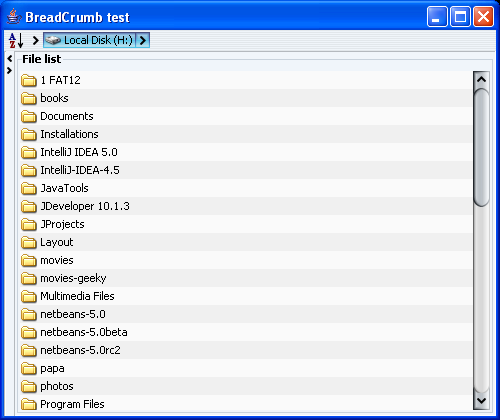 BreadCrumb test
A Z Local Disk (H:)
File list
1 FAT12
books
Documents
Installations
IntelliJ IDEA 5.0
IntelliJ-IDEA-4.5
JavaTools
JDeveloper 10.1.3
JProjects
Layout
movies
movies-geeky
Multimedia Files
netbeans-5.0
netbeans-5.0beta
netbeans-5.0rc2
papa
photos
Program Files